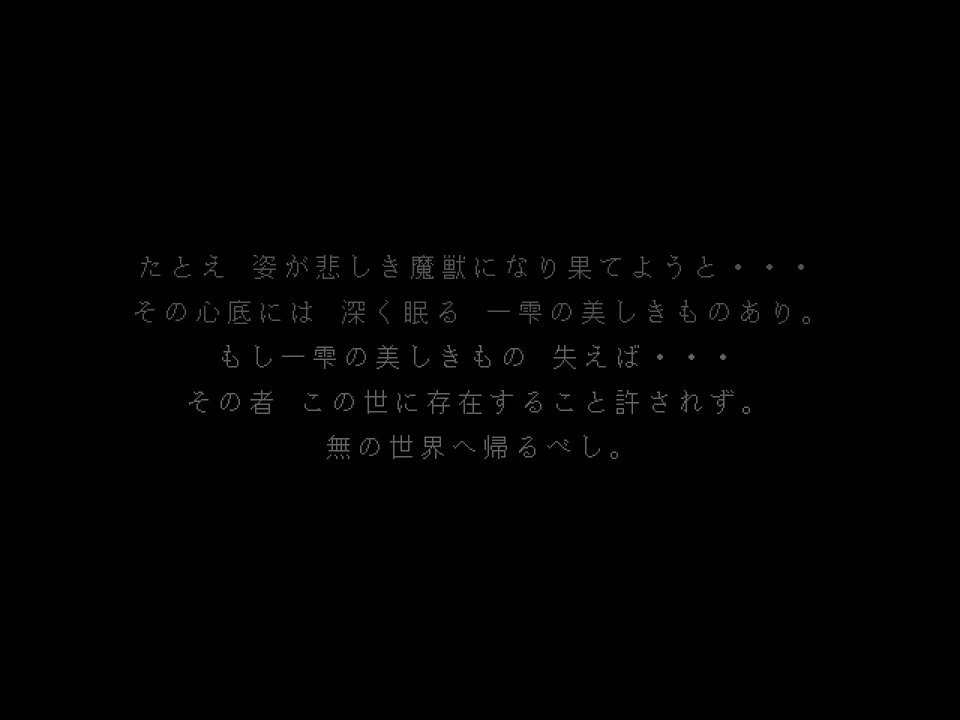 たとえ 姿が悲しき魔獣になり果てようと・・・
その心底には 深く眠る 一雫の美しきものあり。
もし一雫の美しきもの 失えば・・・
その者 この世に存在すること許されず。
無の世界へ帰るべし。